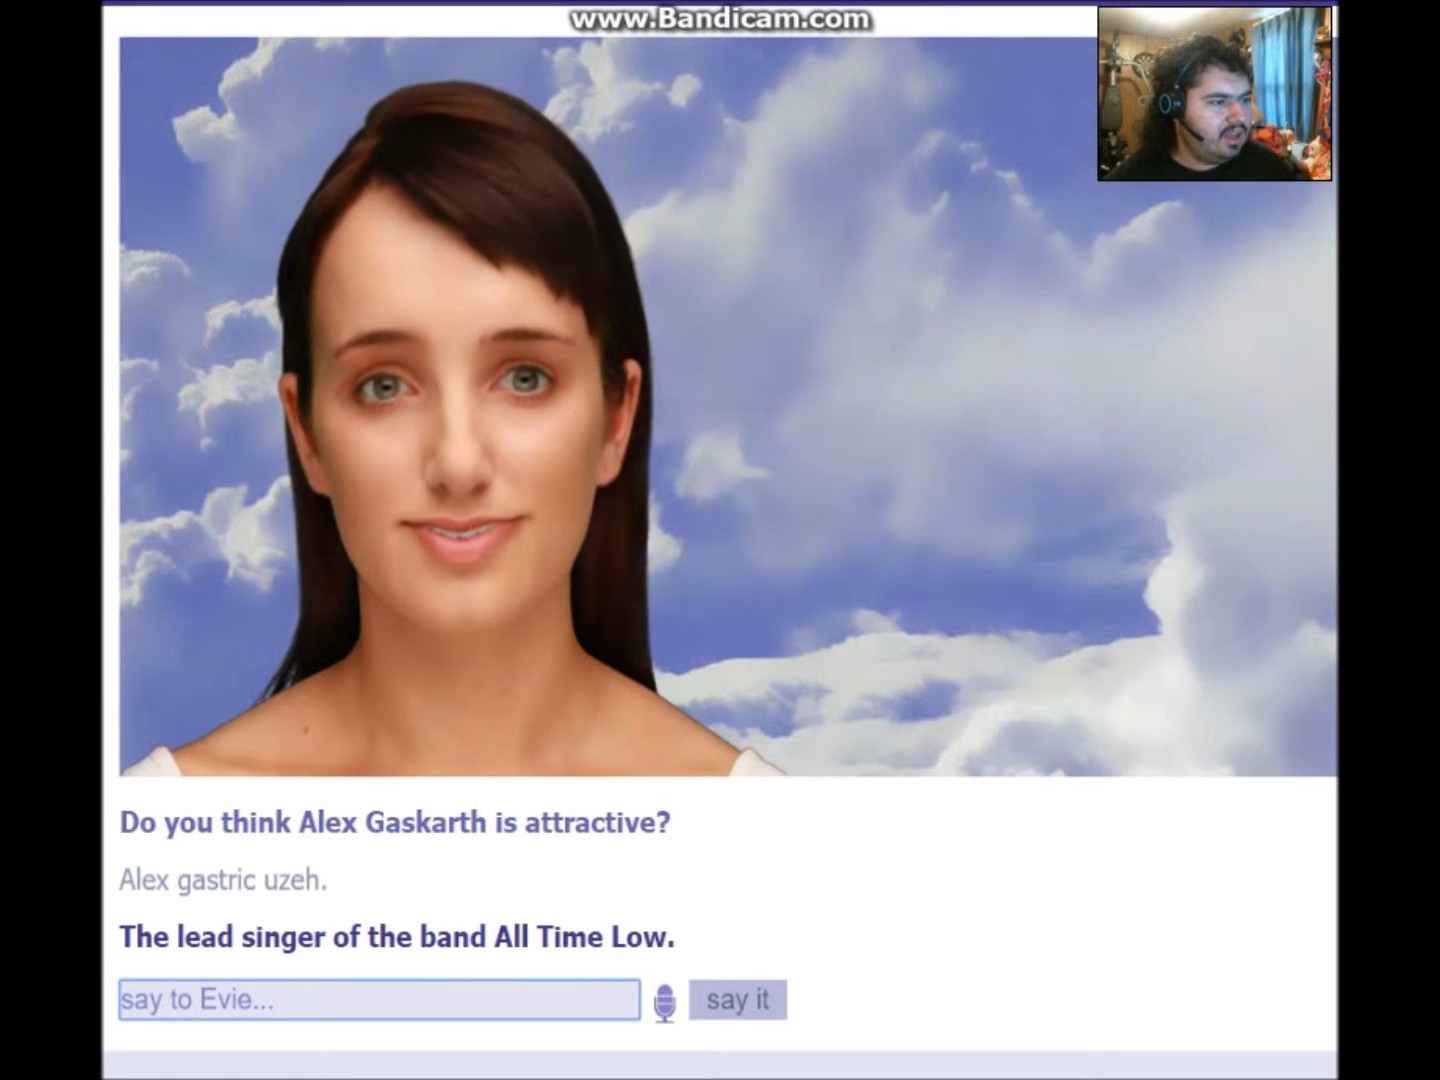 www.Bandicam.com
Do you think Alex Gaskarth is attractive?
Alex gastric uzeh.
The lead singer of the band All Time Low.
say to Evie...
say it